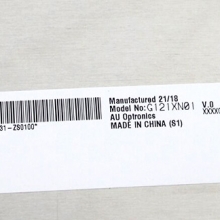 Manufactured 21/18
Model No: G121XN01 V.0
AU Optronics
MADE IN CHINA (S1)
31-ZS0100*